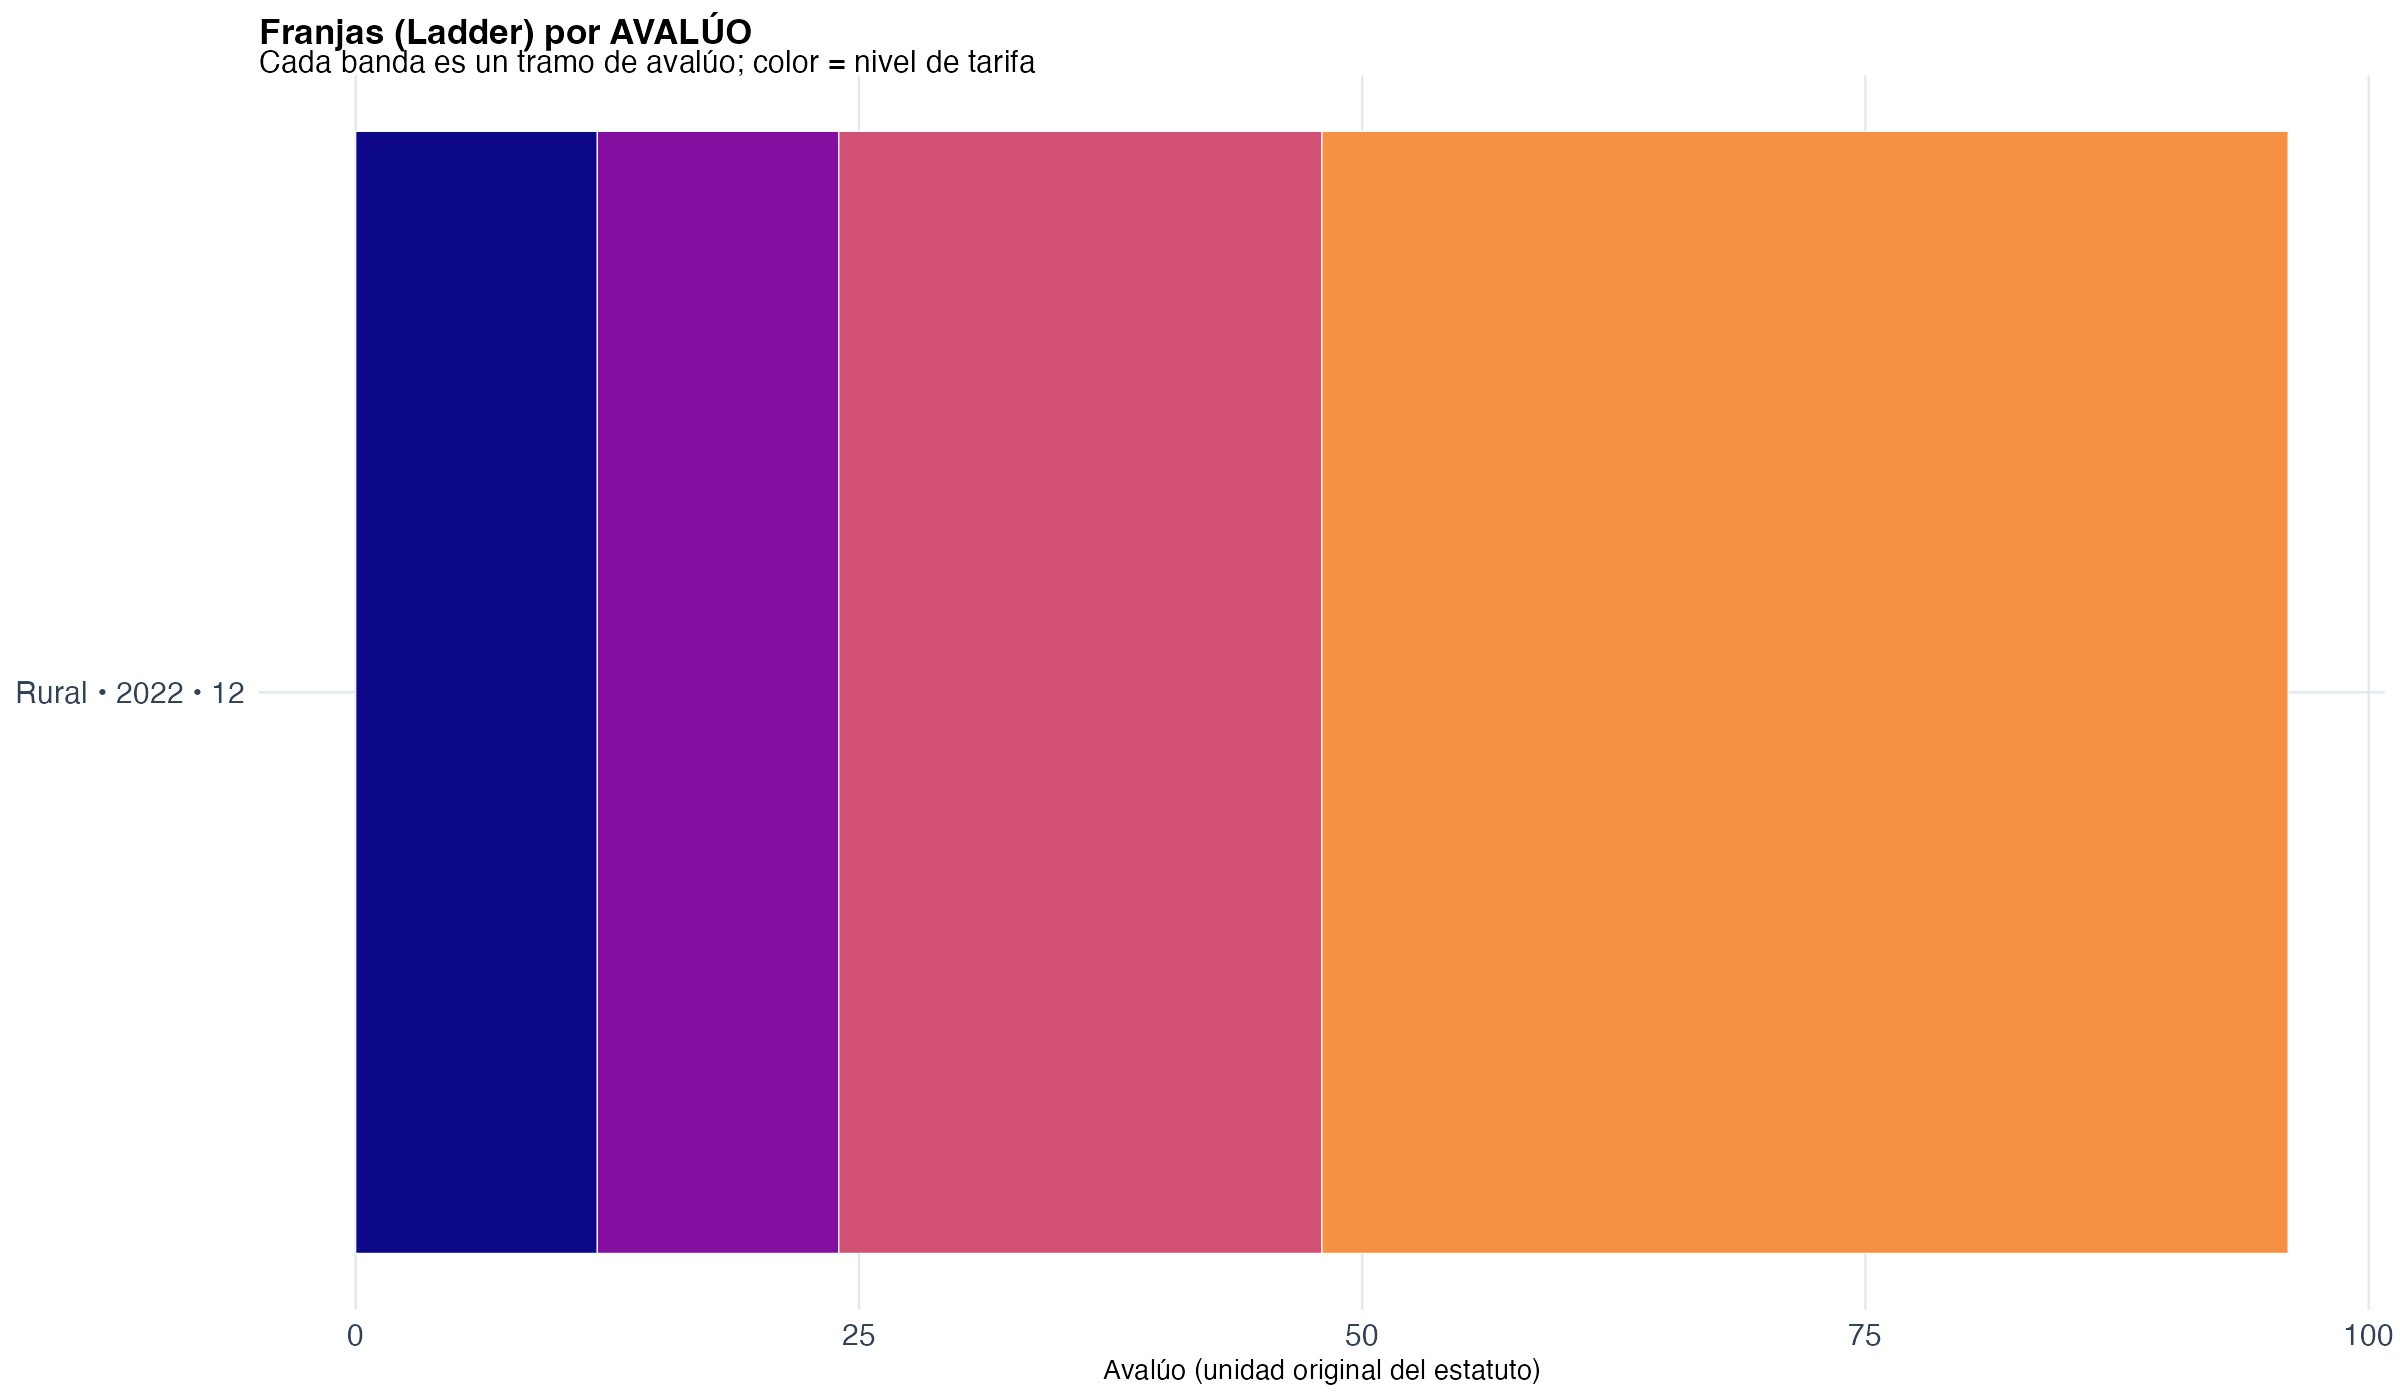 Franjas (Ladder) por AVALÚO
Cada banda es un tramo de avalúo; color = nivel de tarifa
Rural • 2022 • 12
0 25 50 75 100
Avalúo (unidad original del estatuto)